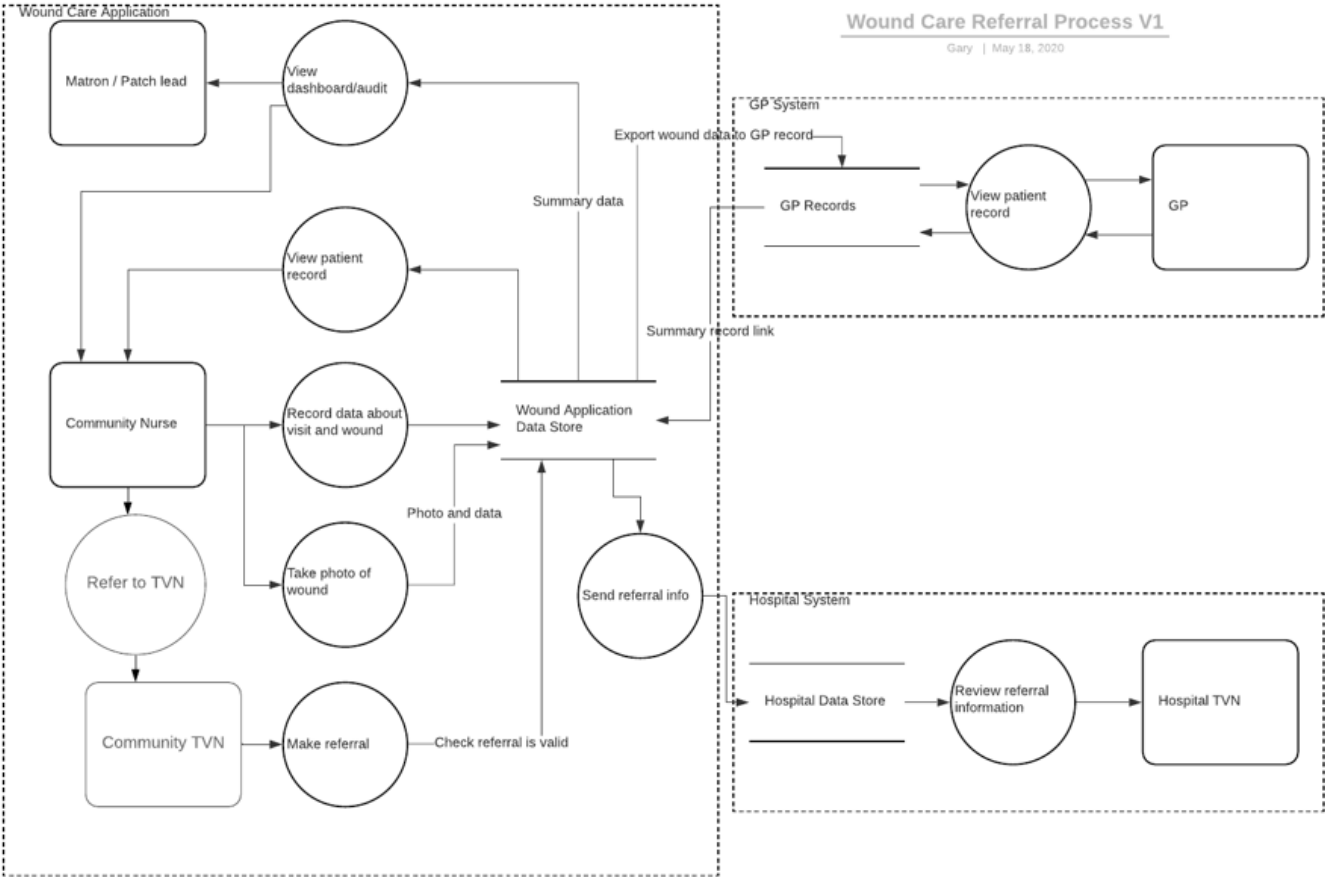 Wound Care Application
Wound Care Referral Process V1
Gary | May 18, 2020
Matron / Patch lead
View
dashboard/audit
GP System
Export wound data to GP record
Summary data
GP Records
View patient
record
GP
View patient
record
Summary record link
Community Nurse
Record data about
visit and wound
Wound Application
Data Store
Photo and data
Refer to TVN
Take photo of
wound
Send referral info
Hospital System
Hospital Data Store
Review referral
information
Hospital TVN
Community TVN
Make referral
Check referral is valid